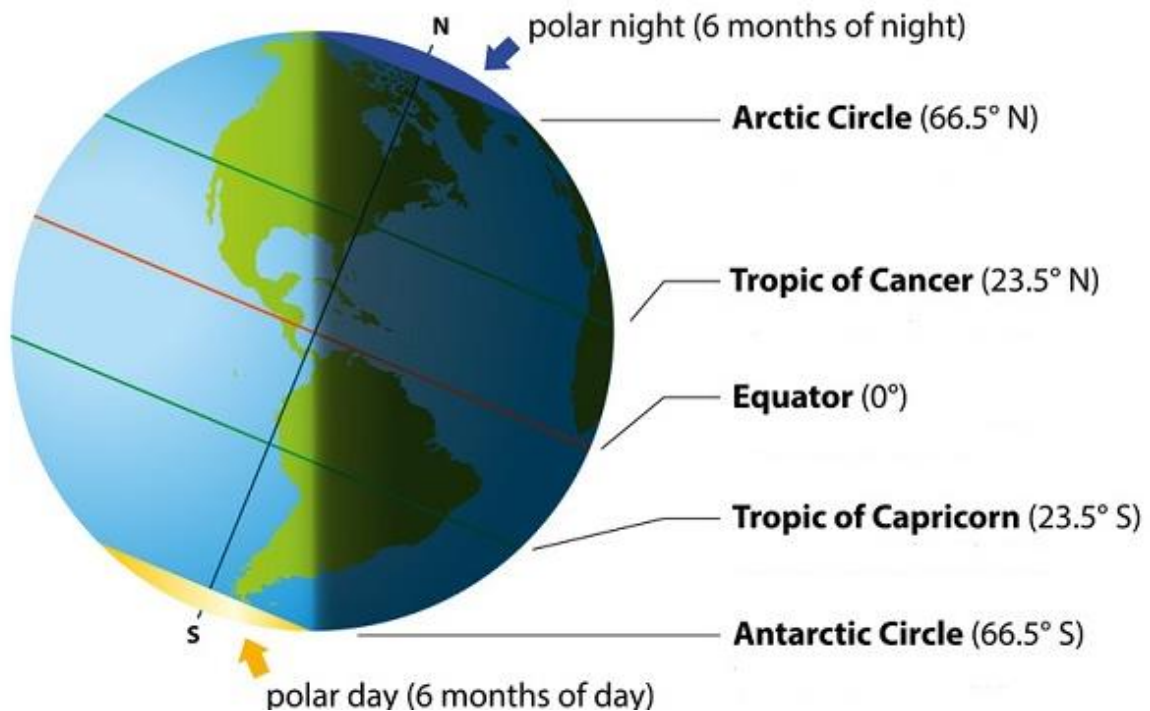 N
polar night (6 months of night)
Arctic Circle (66.5° N)
Tropic of Cancer (23.5° N)
Equator (0°)
Tropic of Capricorn (23.5° S)
Antarctic Circle (66.5° S)
S
polar day (6 months of day)